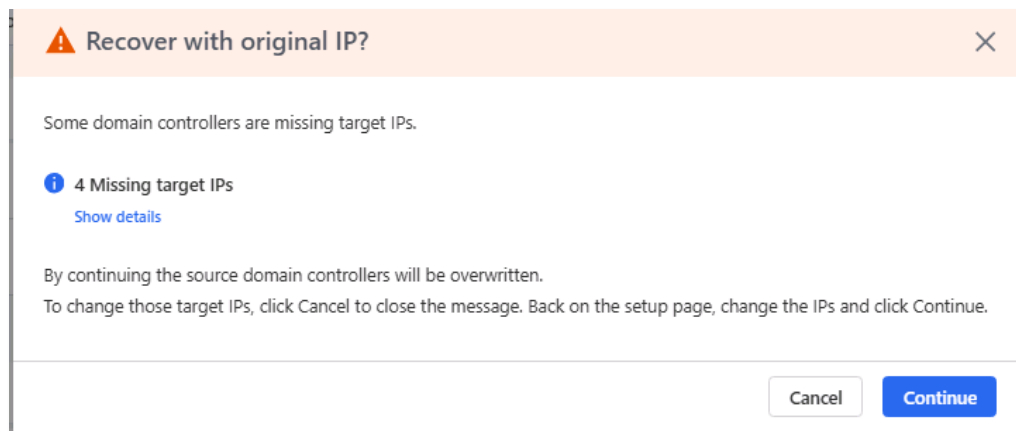 Recover with original IP?
Some domain controllers are missing target IPs.
4 Missing target IPs
Show details
By continuing the source domain controllers will be overwritten.
To change those target IPs, click Cancel to close the message. Back on the setup page, change the IPs and click Continue.
Cancel
Continue